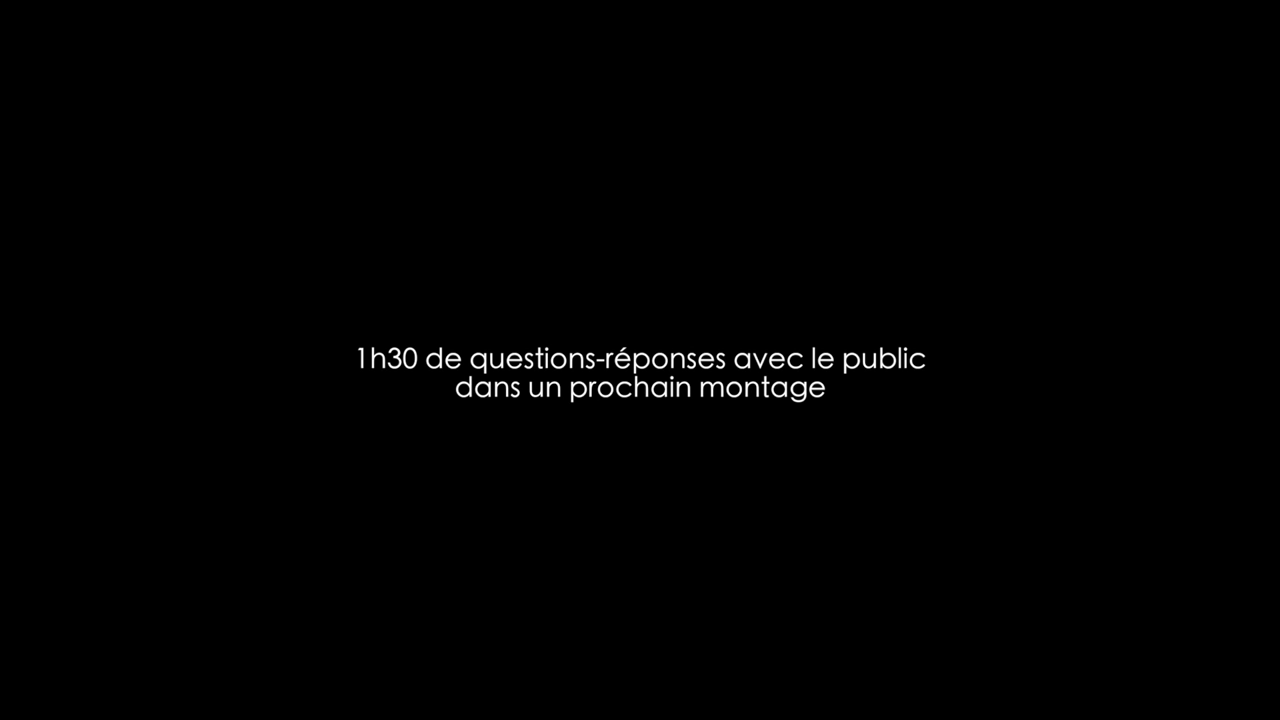 1h30 de questions-réponses avec le public
dans un prochain montage